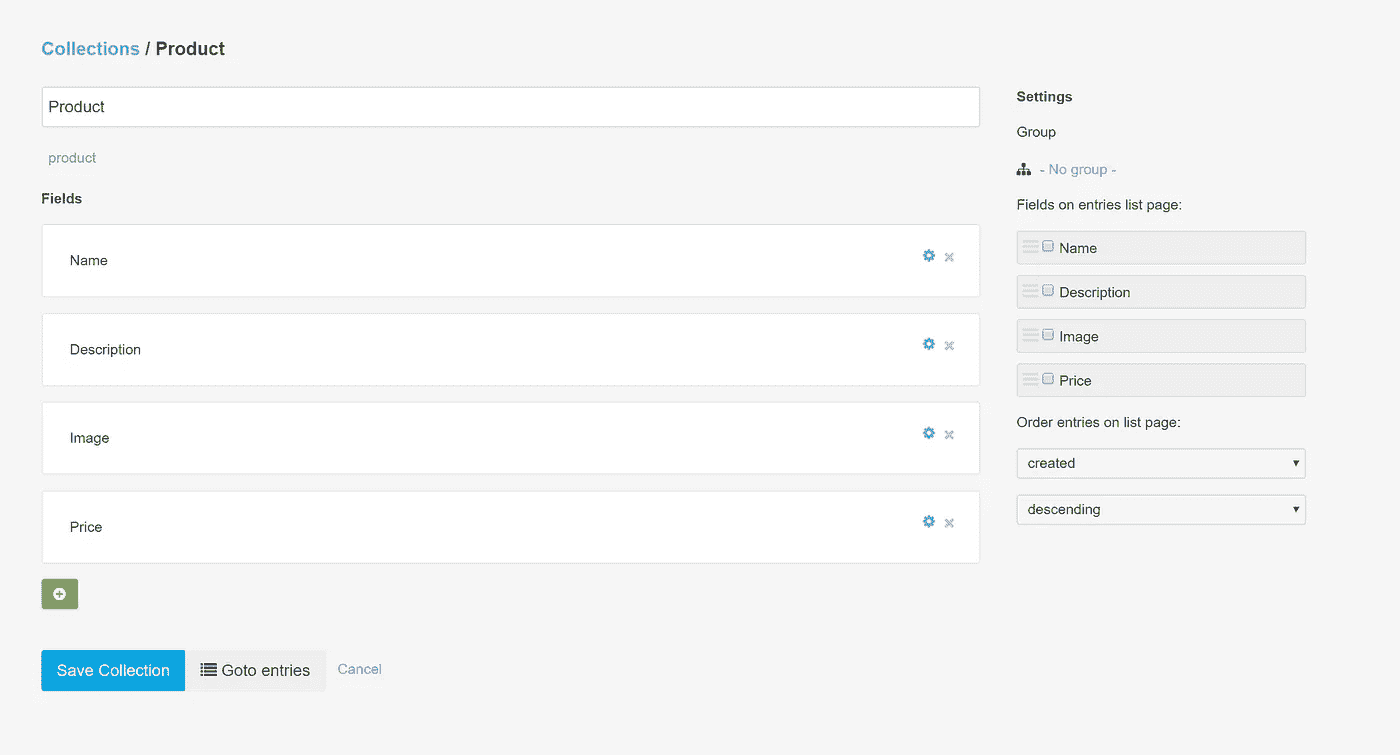 Collections / Product
Product
product
Fields
Name
Description
Image
Price
Save Collection
Goto entries
Cancel
Settings
Group
- No group -
Fields on entries list page:
Name
Description
Image
Price
Order entries on list page:
created
descending